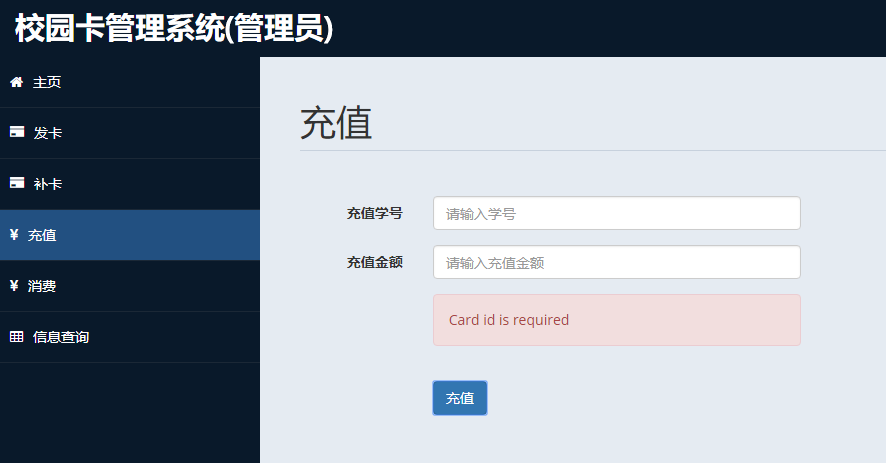 校园卡管理系统(管理员)
主页
发卡
补卡
¥ 充值
¥ 消费
信息查询
充值
充值学号 请输入学号
充值金额 请输入充值金额
Card id is required
充值